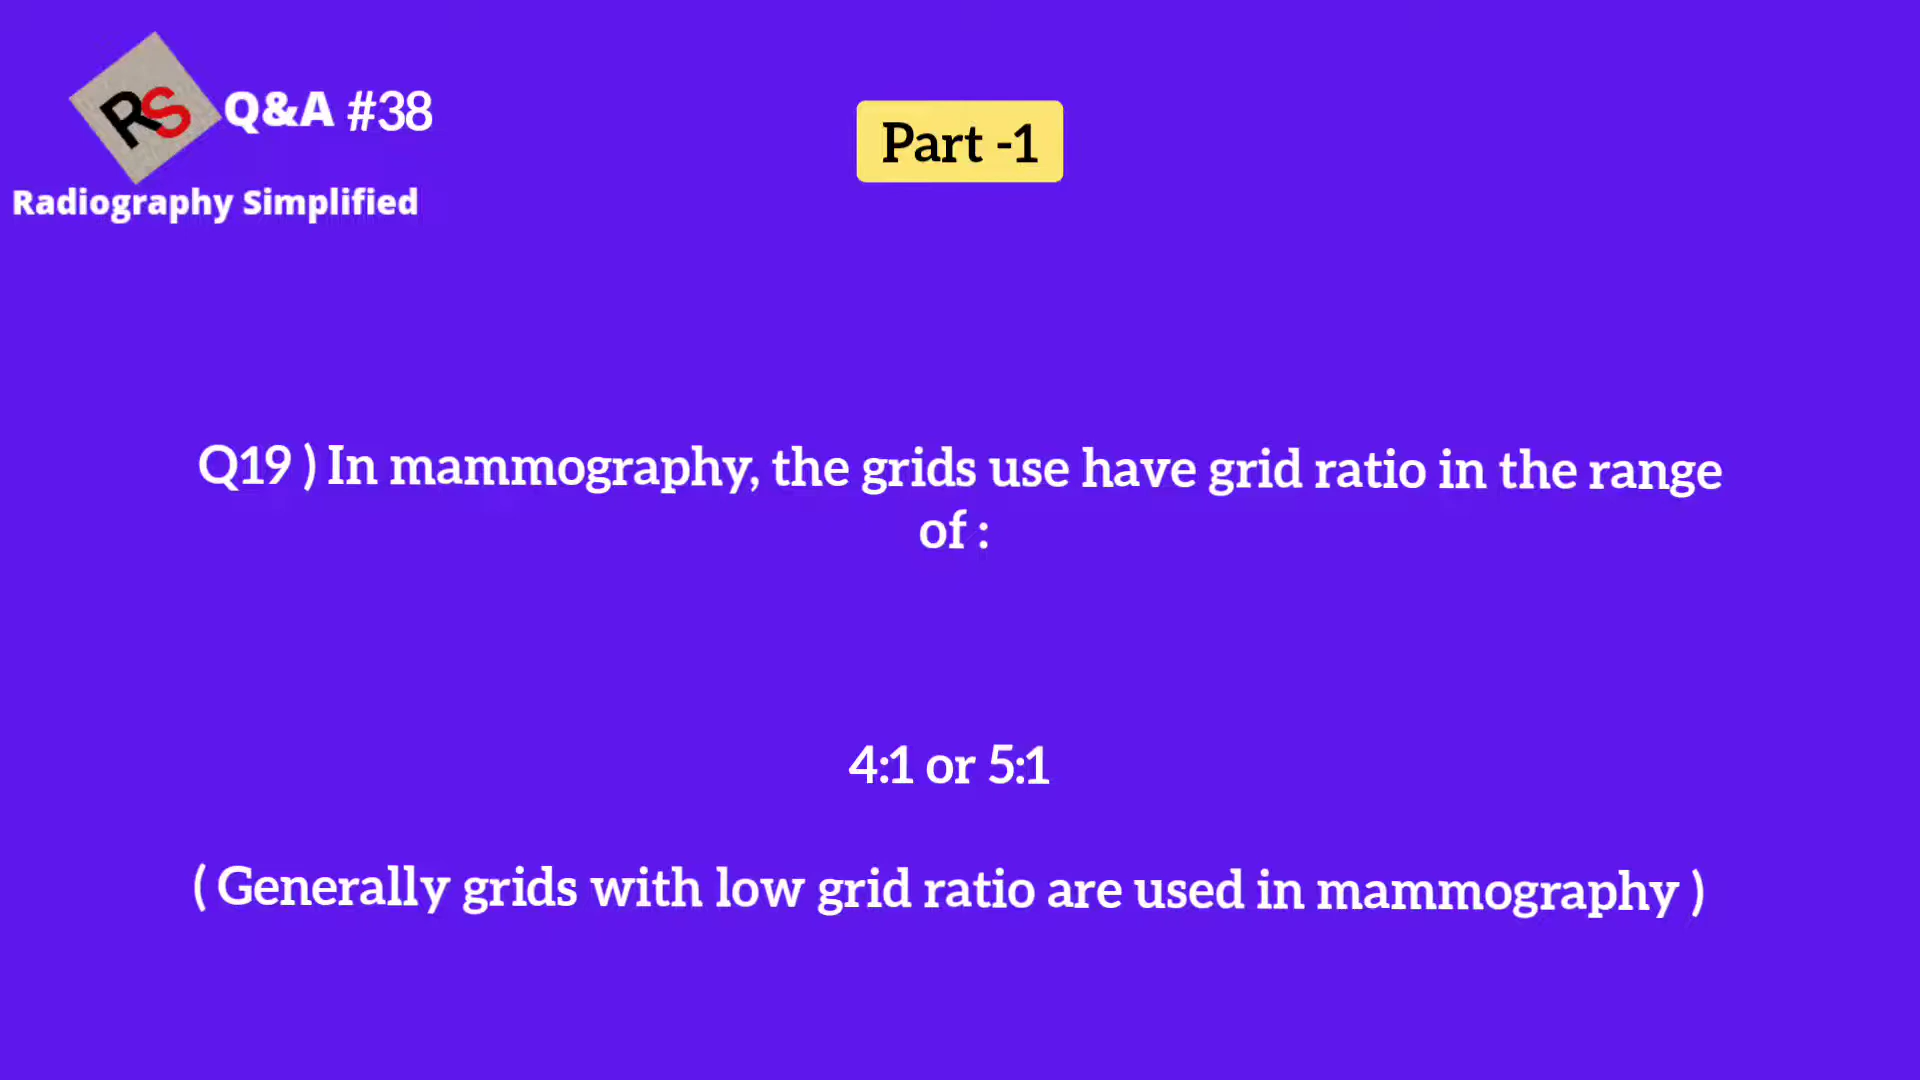 RS Q&A #38
Radiography Simplified
Part -1
Q19 ) In mammography, the grids use have grid ratio in the range
of :
4:1 or 5:1
( Generally grids with low grid ratio are used in mammography )